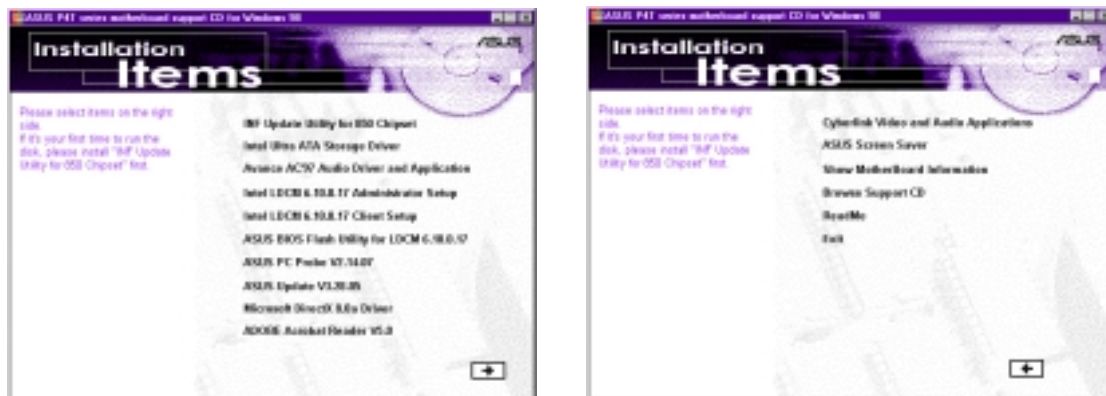 ASUS P4T series motherboard support CD for Windows 98
Installation
Items
ASUS
Please select items on the right
side.
If it's your first time to run the
disk, please install "INF Update
Utility for 850 Chipset" first.
INF Update Utility for 850 Chipset
Intel Ultra ATA Storage Driver
Avance AC97 Audio Driver and Application
Intel LDCM 6.10.0.17 Administrator Setup
Intel LDCM 6.10.0.17 Client Setup
ASUS BIOS Flash Utility for LDCM 6.10.0.17
ASUS PC Probe V2.14.07
ASUS Update V3.20.05
Microsoft DirectX 8.0a Driver
ADOBE Acrobat Reader V5.0
ASUS P4T series motherboard support CD for Windows 98
Installation
Items
ASUS
Please select items on the right
side.
If it's your first time to run the
disk, please install "INF Update
Utility for 850 Chipset" first.
Cyberlink Video and Audio Applications
ASUS Screen Saver
Show MotherBoard Information
Browse Support CD
ReadMe
Exit